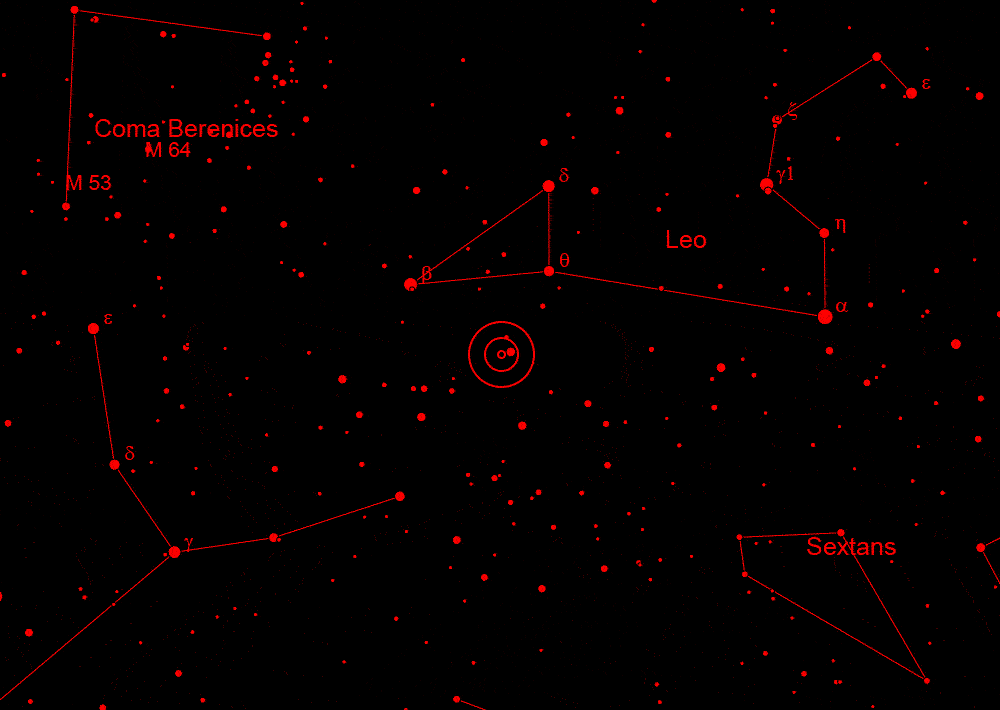 ε
ζ
Coma Berenices
M 64
γ1
δ
M 53
η
Leo
θ
β
α
ε
δ
γ
Sextans